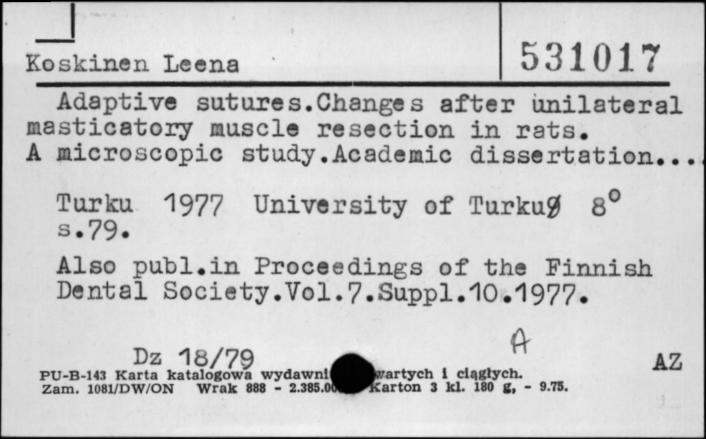 Koskinen Leena
531017
Adaptive sutures.Changes after unilateral
masticatory muscle resection in rats.
A microscopic study.Academic dissertation....
Turku 1977 University of Turku 8°
s.79.
Also publ.in Proceedings of the Finnish
Dental Society.Vol.7.Suppl.10.1977.
A
Dz 18/79
AZ
PU-B-143 Karta katalogowa wydawni wartych i ciągłych.
Zam. 1081/DW/ON Wrak 888 - 2.385.00 Karton 3 kl. 180 g, - 9.75.